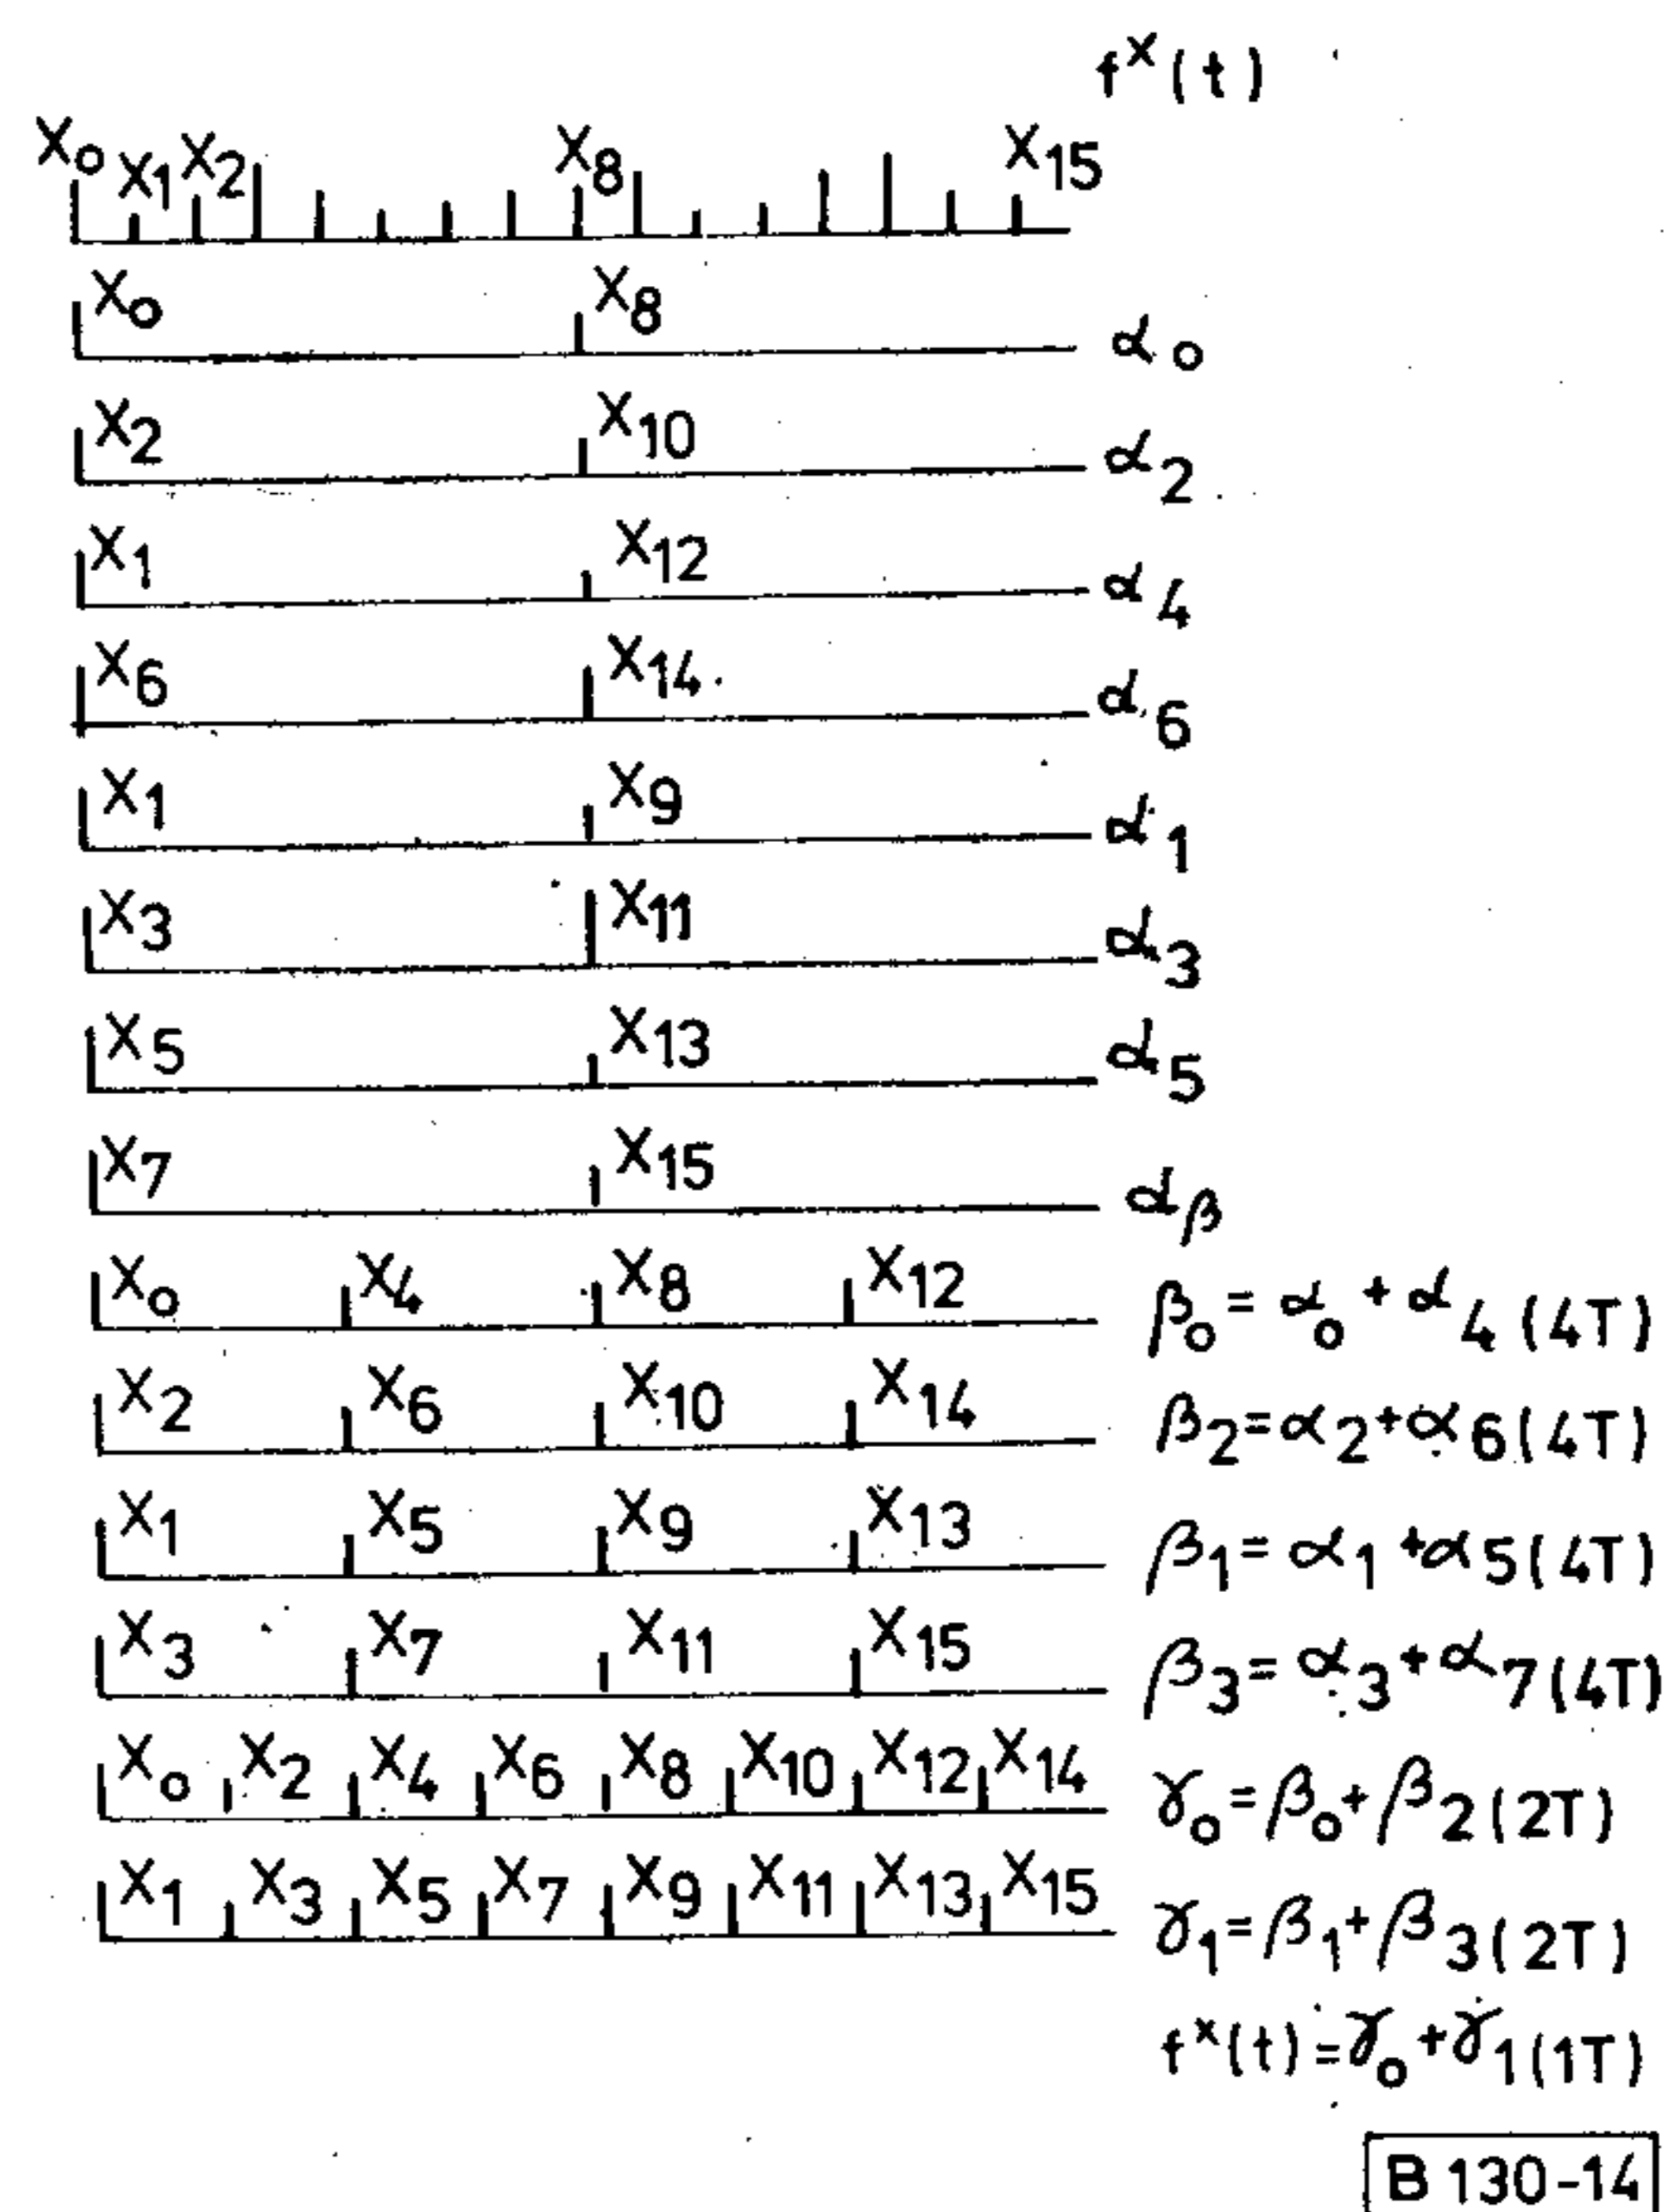 fˣ(t)
X₀ X₁ X₂ X₈ X₁₅
X₀ X₈ α₀
X₂ X₁₀ α₂
X₁ X₁₂ α₄
X₆ X₁₄ α₆
X₁ X₉ α₁
X₃ X₁₁ α₃
X₅ X₁₃ α₅
X₇ X₁₅ αᵦ
X₀ X₄ X₈ X₁₂ β₀ = α₀ + α₄(4T)
X₂ X₆ X₁₀ X₁₄ β₂ = α₂ + α₆(4T)
X₁ X₅ X₉ X₁₃ β₁ = α₁ + α₅(4T)
X₃ X₇ X₁₁ X₁₅ β₃ = α₃ + α₇(4T)
X₀ X₂ X₄ X₆ X₈ X₁₀ X₁₂ X₁₄ γ₀ = β₀ + β₂(2T)
X₁ X₃ X₅ X₇ X₉ X₁₁ X₁₃ X₁₅ γ₁ = β₁ + β₃(2T)
fˣ(t) = γ₀ + γ₁(1T)
B 130-14